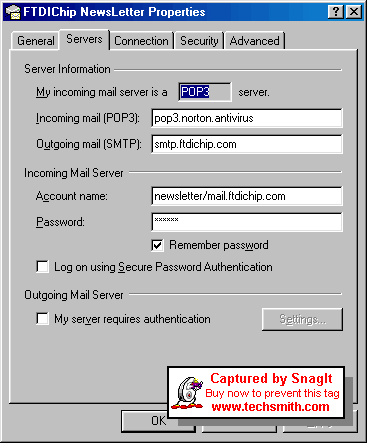 FTDIChip NewsLetter Properties
General Servers Connection Security Advanced
Server Information
My incoming mail server is a POP3 server.
Incoming mail (POP3): pop3.norton.antivirus
Outgoing mail (SMTP): smtp.ftdichip.com
Incoming Mail Server
Account name: newsletter/mail.ftdichip.com
Password: ******
Remember password
Log on using Secure Password Authentication
Outgoing Mail Server
My server requires authentication Settings...
Captured by SnagIt
Buy now to prevent this tag
www.techsmith.com
OK